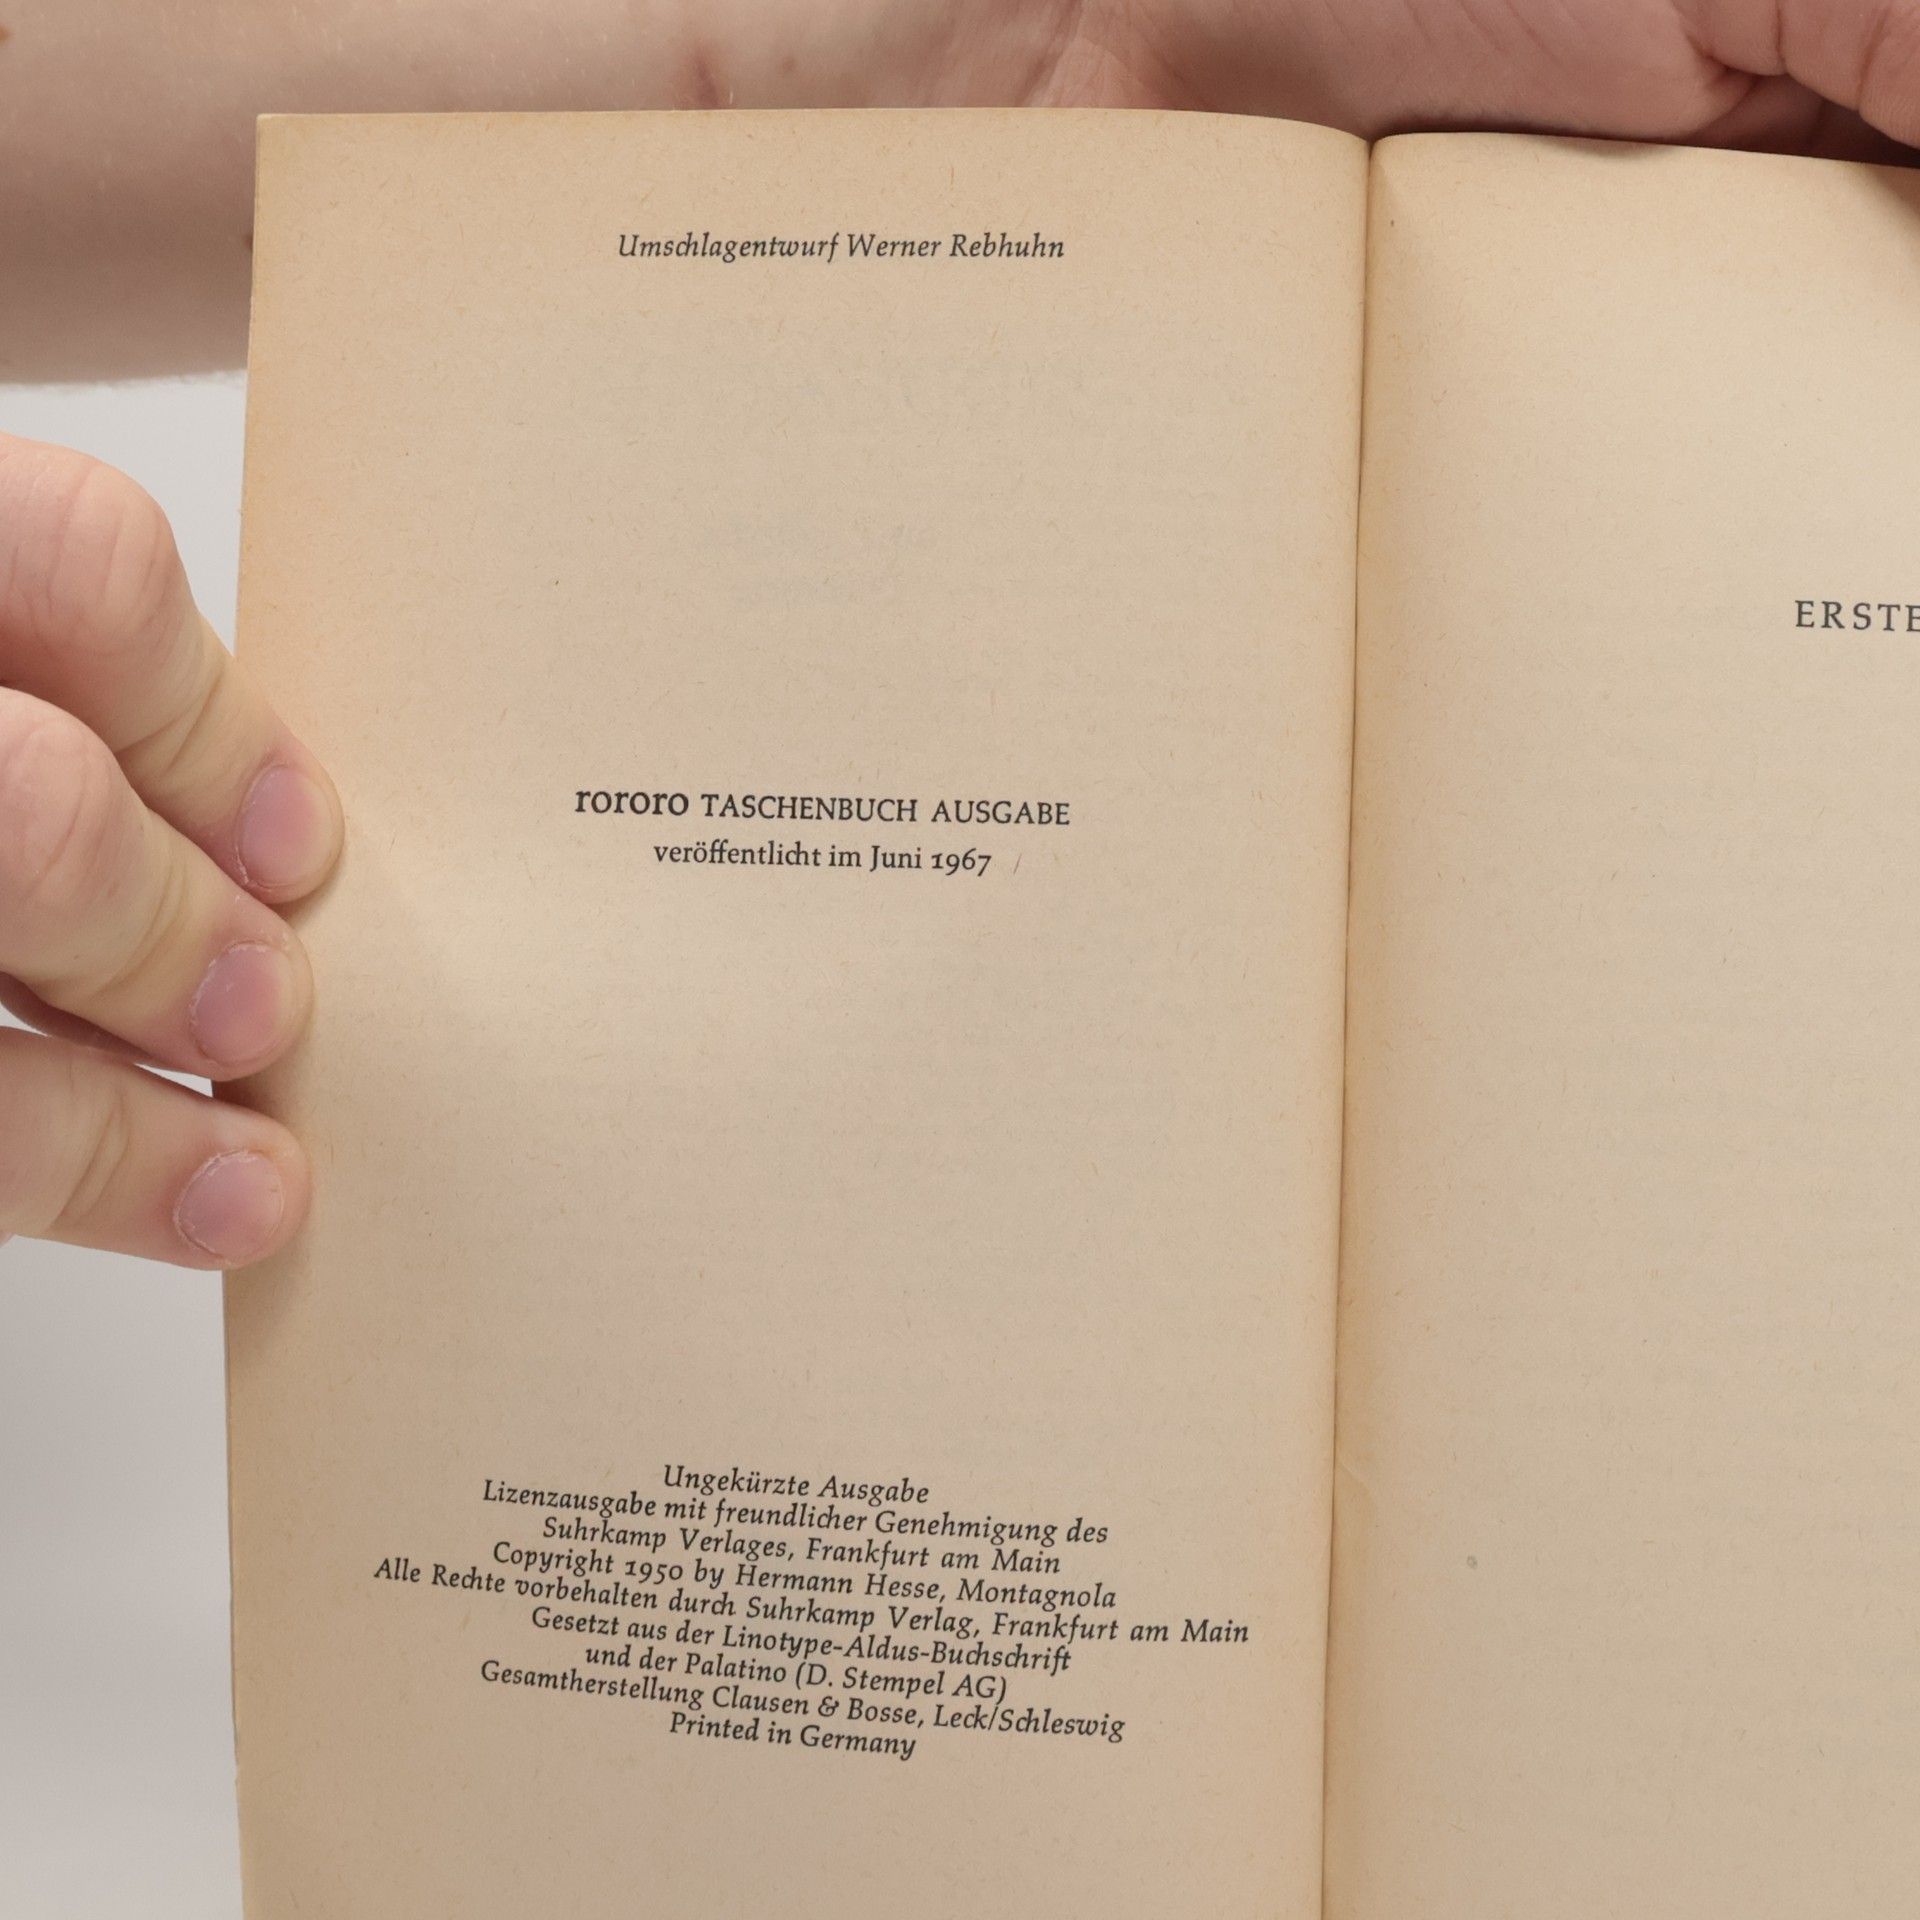 Umschlagentwurf Werner Rebhuhn
rororo TASCHENBUCH AUSGABE
veröffentlicht im Juni 1967
Ungekürzte Ausgabe
Lizenzausgabe mit freundlicher Genehmigung des
Suhrkamp Verlages, Frankfurt am Main
Copyright 1950 by Hermann Hesse, Montagnola
Alle Rechte vorbehalten durch Suhrkamp Verlag, Frankfurt am Main
Gesetzt aus der Linotype-Aldus-Buchschrift
und der Palatino (D. Stempel AG)
Gesamtherstellung Clausen & Bosse, Leck/Schleswig
Printed in Germany
ERSTE